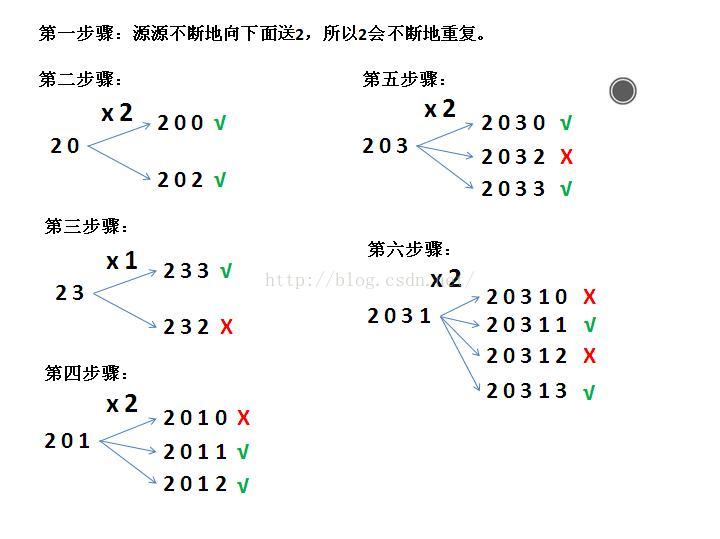 第一步骤：源源不断地向下面送2，所以2会不断地重复。
第二步骤：
x 2
2 0
2 0 0 √
2 0 2 √
第三步骤：
x 1
2 3
2 3 3 √
2 3 2 X
第四步骤：
x 2
2 0 1
2 0 1 0 X
2 0 1 1 √
2 0 1 2 √
第五步骤：
x 2
2 0 3
2 0 3 0 √
2 0 3 2 X
2 0 3 3 √
第六步骤：
x 2
2 0 3 1
2 0 3 1 0 X
2 0 3 1 1 √
2 0 3 1 2 X
2 0 3 1 3 √
http://blog.csdn.net/